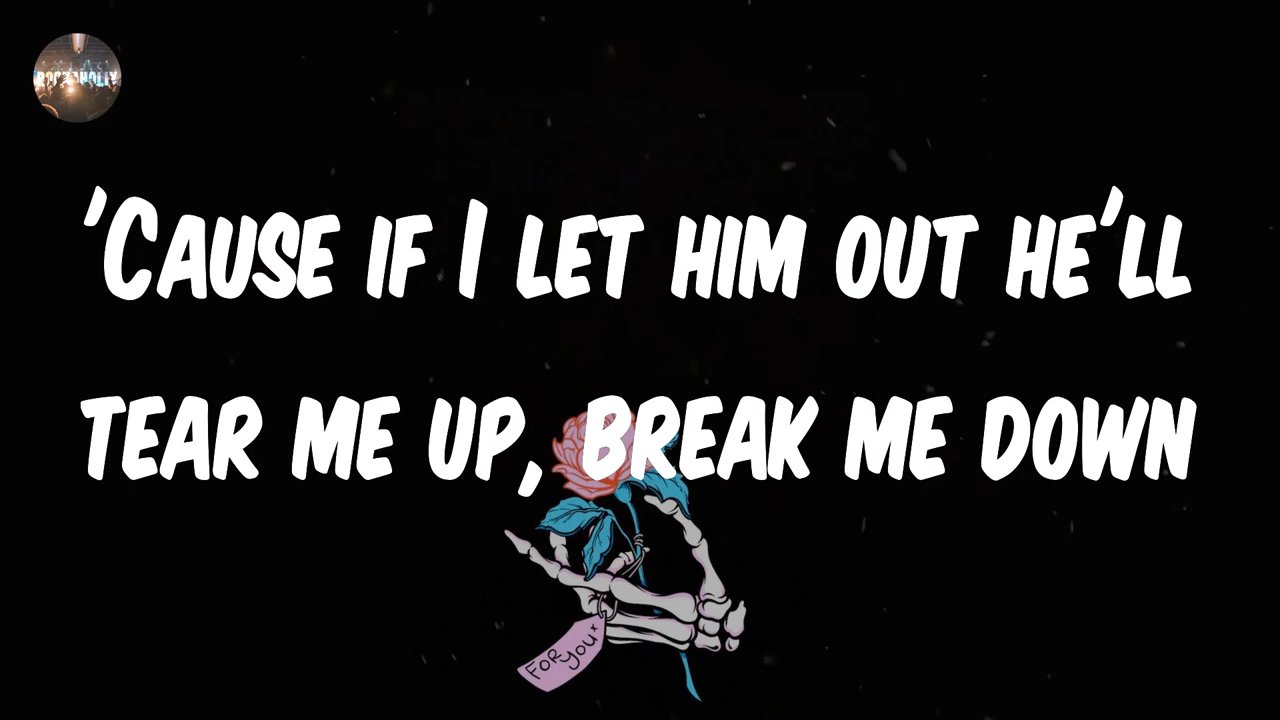 'CAUSE IF I LET HIM OUT HE'LL
TEAR ME UP, BREAK ME DOWN
FOR YOU x